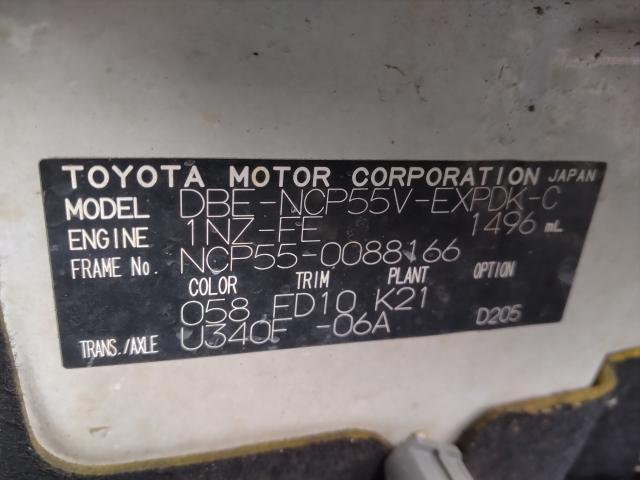 TOYOTA MOTOR CORPORATION JAPAN
MODEL DBE-NCP55V-EXPDK-C
ENGINE 1NZ-FE 1496 mL
FRAME No. NCP55-0088166
COLOR TRIM PLANT OPTION
058 FD10 K21
TRANS./AXLE U340F -06A D205